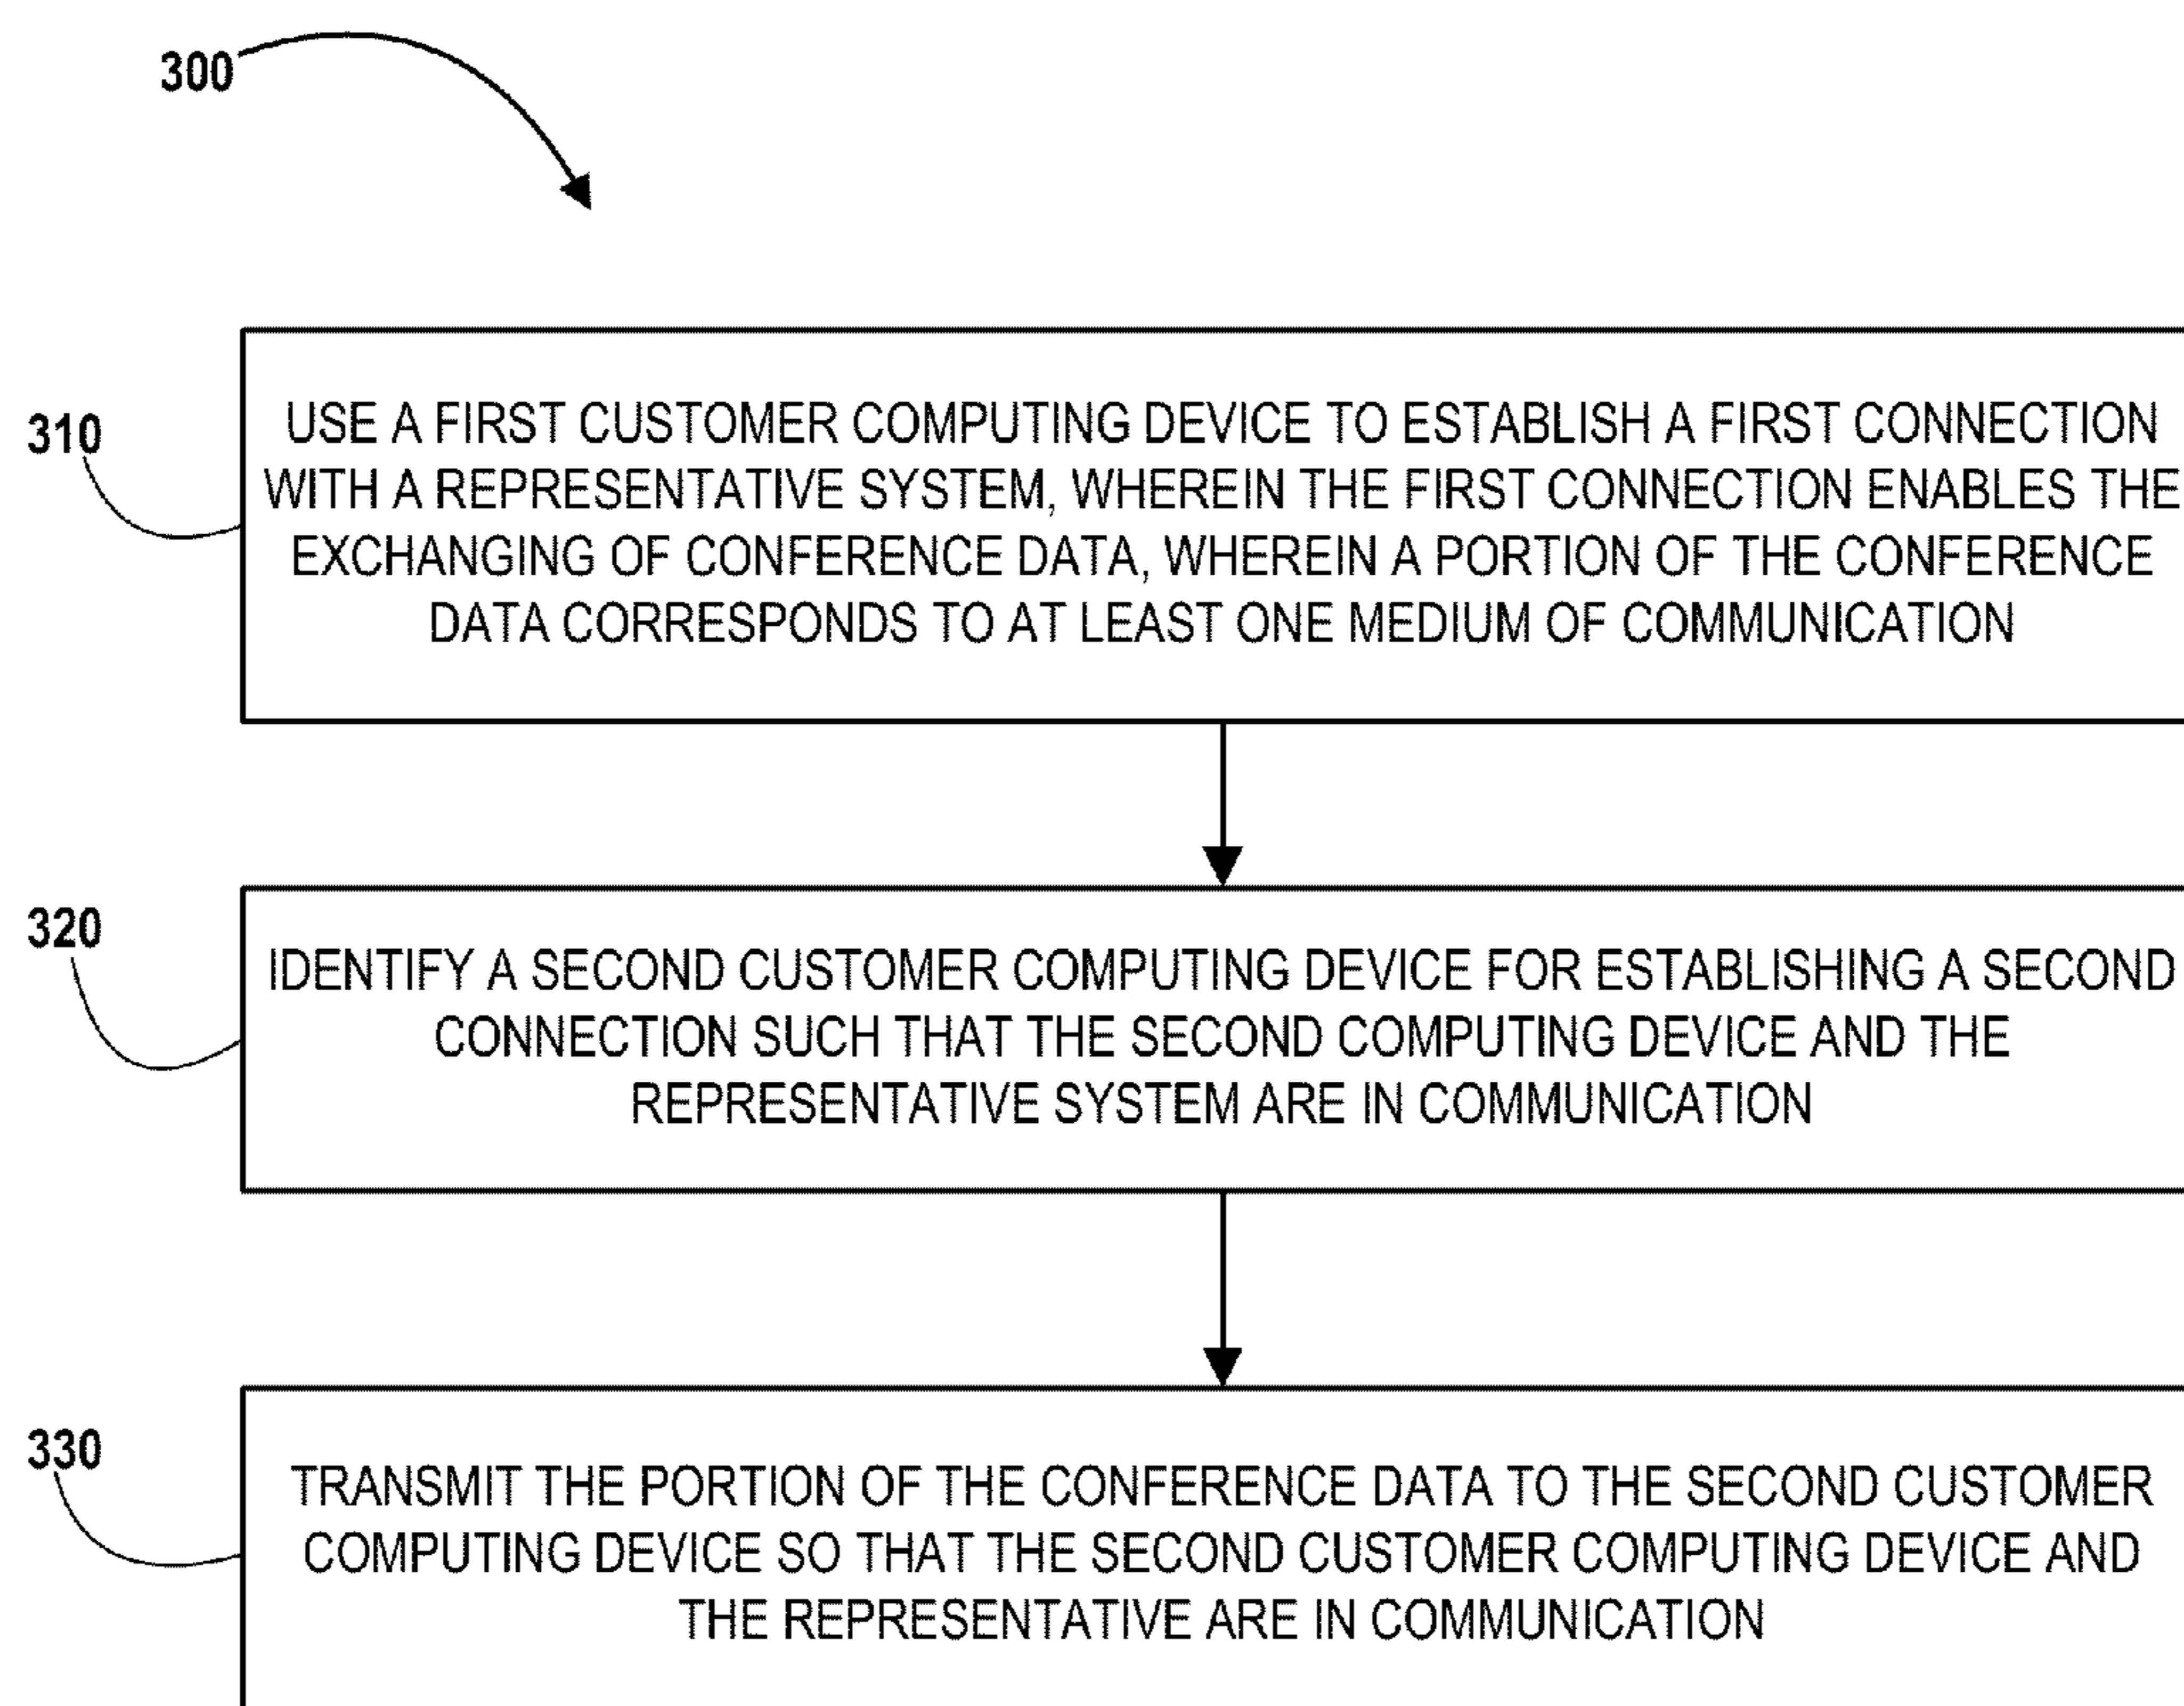 300
310
USE A FIRST CUSTOMER COMPUTING DEVICE TO ESTABLISH A FIRST CONNECTION
WITH A REPRESENTATIVE SYSTEM, WHEREIN THE FIRST CONNECTION ENABLES THE
EXCHANGING OF CONFERENCE DATA, WHEREIN A PORTION OF THE CONFERENCE
DATA CORRESPONDS TO AT LEAST ONE MEDIUM OF COMMUNICATION
320
IDENTIFY A SECOND CUSTOMER COMPUTING DEVICE FOR ESTABLISHING A SECOND
CONNECTION SUCH THAT THE SECOND COMPUTING DEVICE AND THE
REPRESENTATIVE SYSTEM ARE IN COMMUNICATION
330
TRANSMIT THE PORTION OF THE CONFERENCE DATA TO THE SECOND CUSTOMER
COMPUTING DEVICE SO THAT THE SECOND CUSTOMER COMPUTING DEVICE AND
THE REPRESENTATIVE ARE IN COMMUNICATION